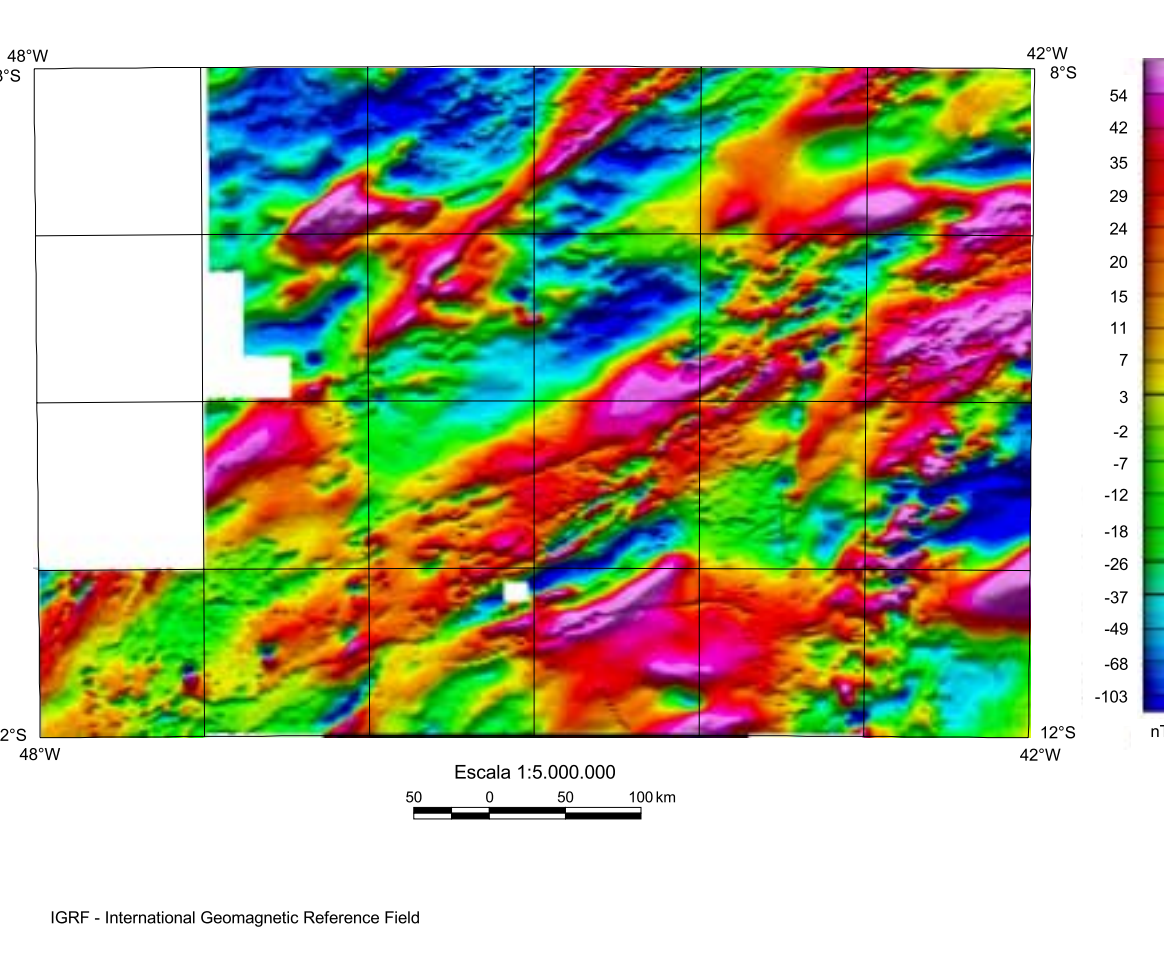 48°W
42°W
8°S
8°S
54
42
35
29
24
20
15
11
7
3
-2
-7
-12
-18
-26
-37
-49
-68
-103
nT
2°S
12°S
48°W
42°W
Escala 1:5.000.000
50 0 50 100 km
IGRF - International Geomagnetic Reference Field